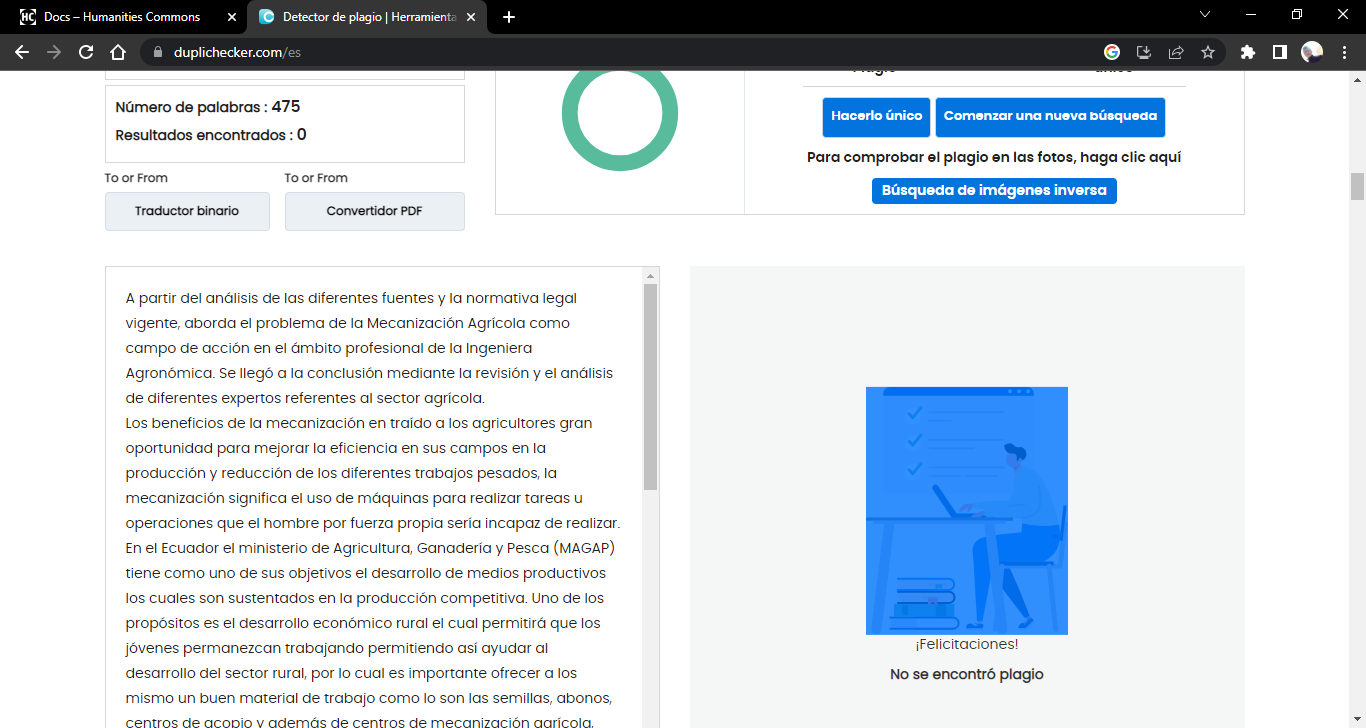 Docs – Humanities Commons
Detector de plagio | Herramienta
duplichecker.com/es
Número de palabras : 475
Resultados encontrados : 0
To or From
To or From
Traductor binario
Convertidor PDF
Hacerlo único
Comenzar una nueva búsqueda
Para comprobar el plagio en las fotos, haga clic aquí
Búsqueda de imágenes inversa
A partir del análisis de las diferentes fuentes y la normativa legal
vigente, aborda el problema de la Mecanización Agrícola como
campo de acción en el ámbito profesional de la Ingeniera
Agronómica. Se llegó a la conclusión mediante la revisión y el análisis
de diferentes expertos referentes al sector agrícola.
Los beneficios de la mecanización en traído a los agricultores gran
oportunidad para mejorar la eficiencia en sus campos en la
producción y reducción de los diferentes trabajos pesados, la
mecanización significa el uso de máquinas para realizar tareas u
operaciones que el hombre por fuerza propia sería incapaz de realizar.
En el Ecuador el ministerio de Agricultura, Ganadería y Pesca (MAGAP)
tiene como uno de sus objetivos el desarrollo de medios productivos
los cuales son sustentados en la producción competitiva. Uno de los
propósitos es el desarrollo económico rural el cual permitirá que los
jóvenes permanezcan trabajando permitiendo así ayudar al
desarrollo del sector rural, por lo cual es importante ofrecer a los
mismo un buen material de trabajo como lo son las semillas, abonos,
centros de acopio y además de centros de mecanización agrícola.
¡Felicitaciones!
No se encontró plagio